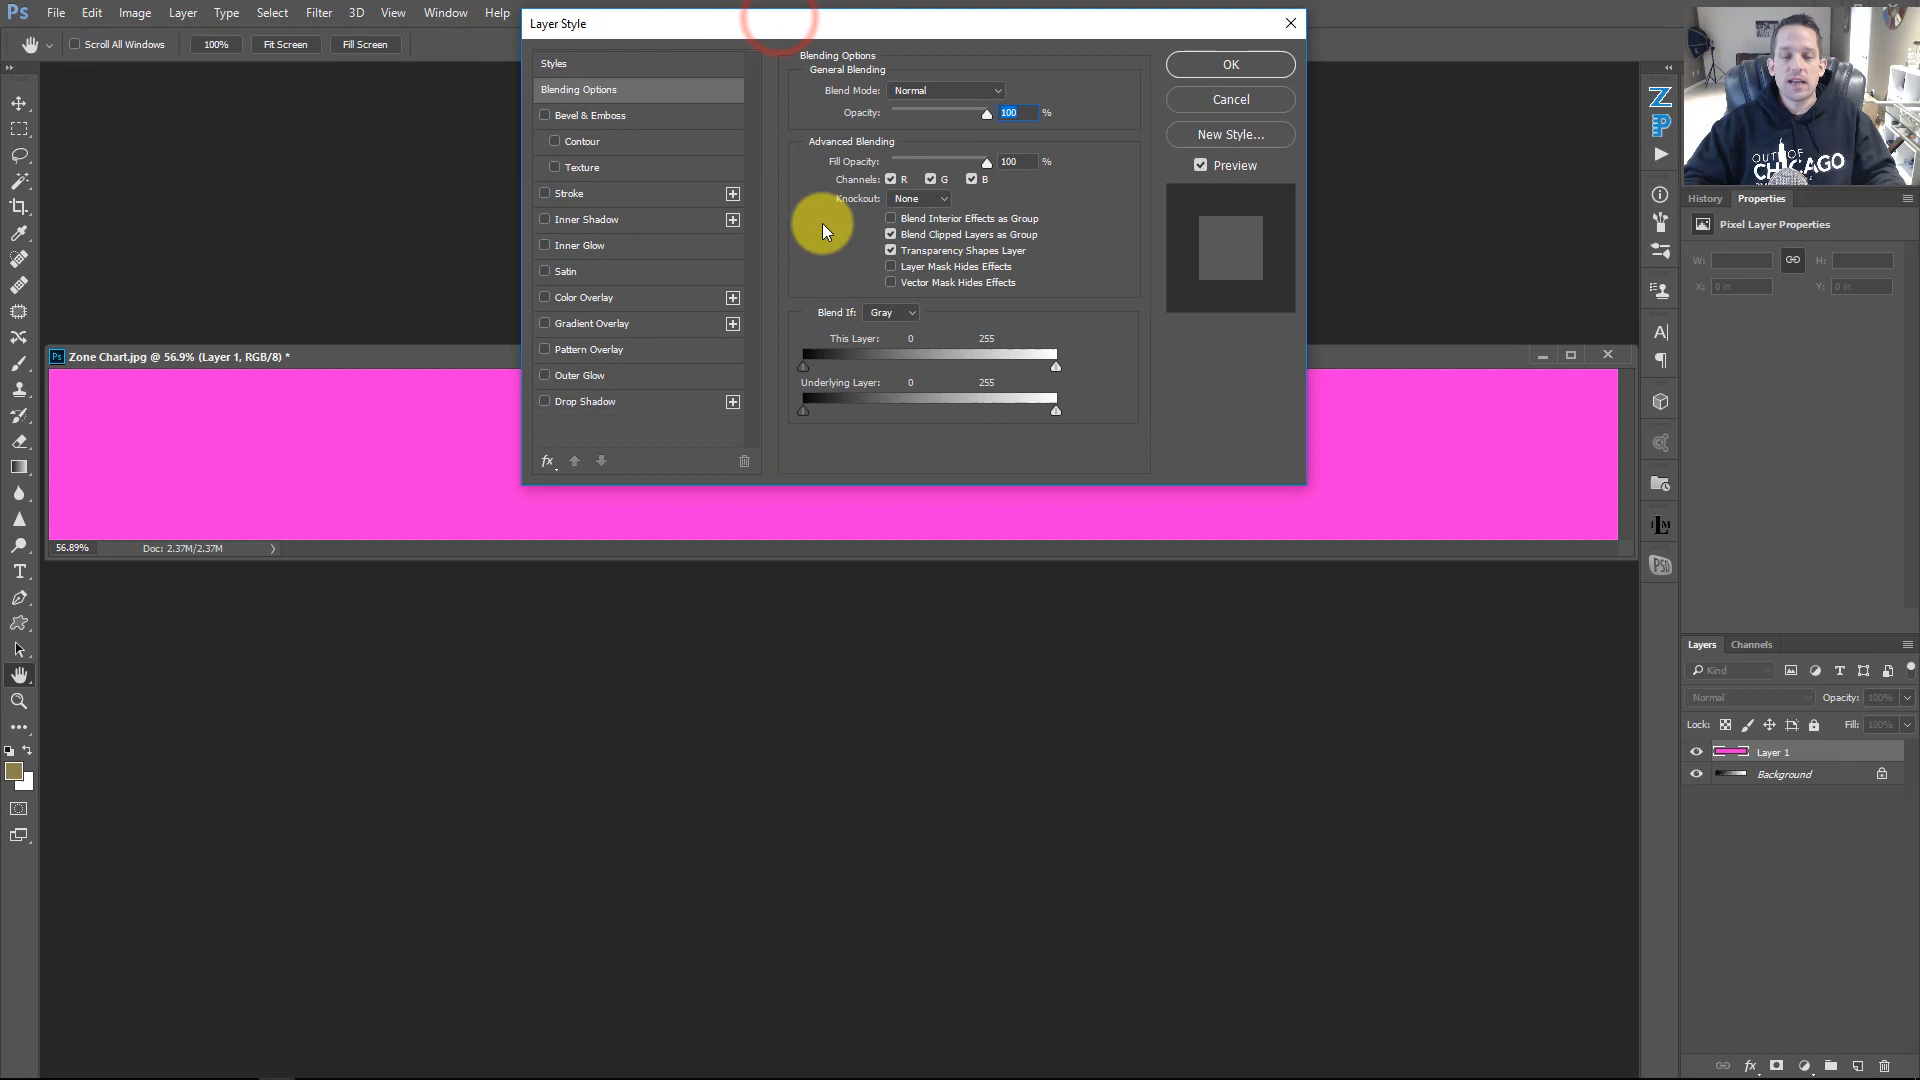 Ps File Edit Image Layer Type Select Filter 3D View Window Help
Scroll All Windows 100% Fit Screen Fill Screen
Layer Style
Styles
Blending Options
Bevel & Emboss
Contour
Texture
Stroke
Inner Shadow
Inner Glow
Satin
Color Overlay
Gradient Overlay
Pattern Overlay
Outer Glow
Drop Shadow
fx
Blending Options
General Blending
Blend Mode: Normal
Opacity: 100 %
Advanced Blending
Fill Opacity: 100 %
Channels: R G B
Knockout: None
Blend Interior Effects as Group
Blend Clipped Layers as Group
Transparency Shapes Layer
Layer Mask Hides Effects
Vector Mask Hides Effects
Blend If: Gray
This Layer: 0 255
Underlying Layer: 0 255
OK
Cancel
New Style...
Preview
Ps Zone Chart.jpg @ 56.9% (Layer 1, RGB/8) *
56.89% Doc: 2.37M/2.37M
OUT OF
CHICAGO
History Properties
Pixel Layer Properties
W: H:
X: 0 in Y: 0 in
Layers Channels
Kind
Normal Opacity: 100%
Lock: Fill: 100%
Layer 1
Background
fx